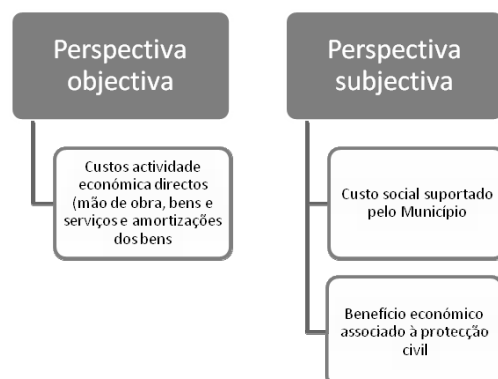 Perspectiva
objectiva
Custos actividade
económica directos
(mão de obra, bens e
serviços e amortizações
dos bens
Perspectiva
subjectiva
Custo social suportado
pelo Município
Benefício económico
associado à protecção
civil